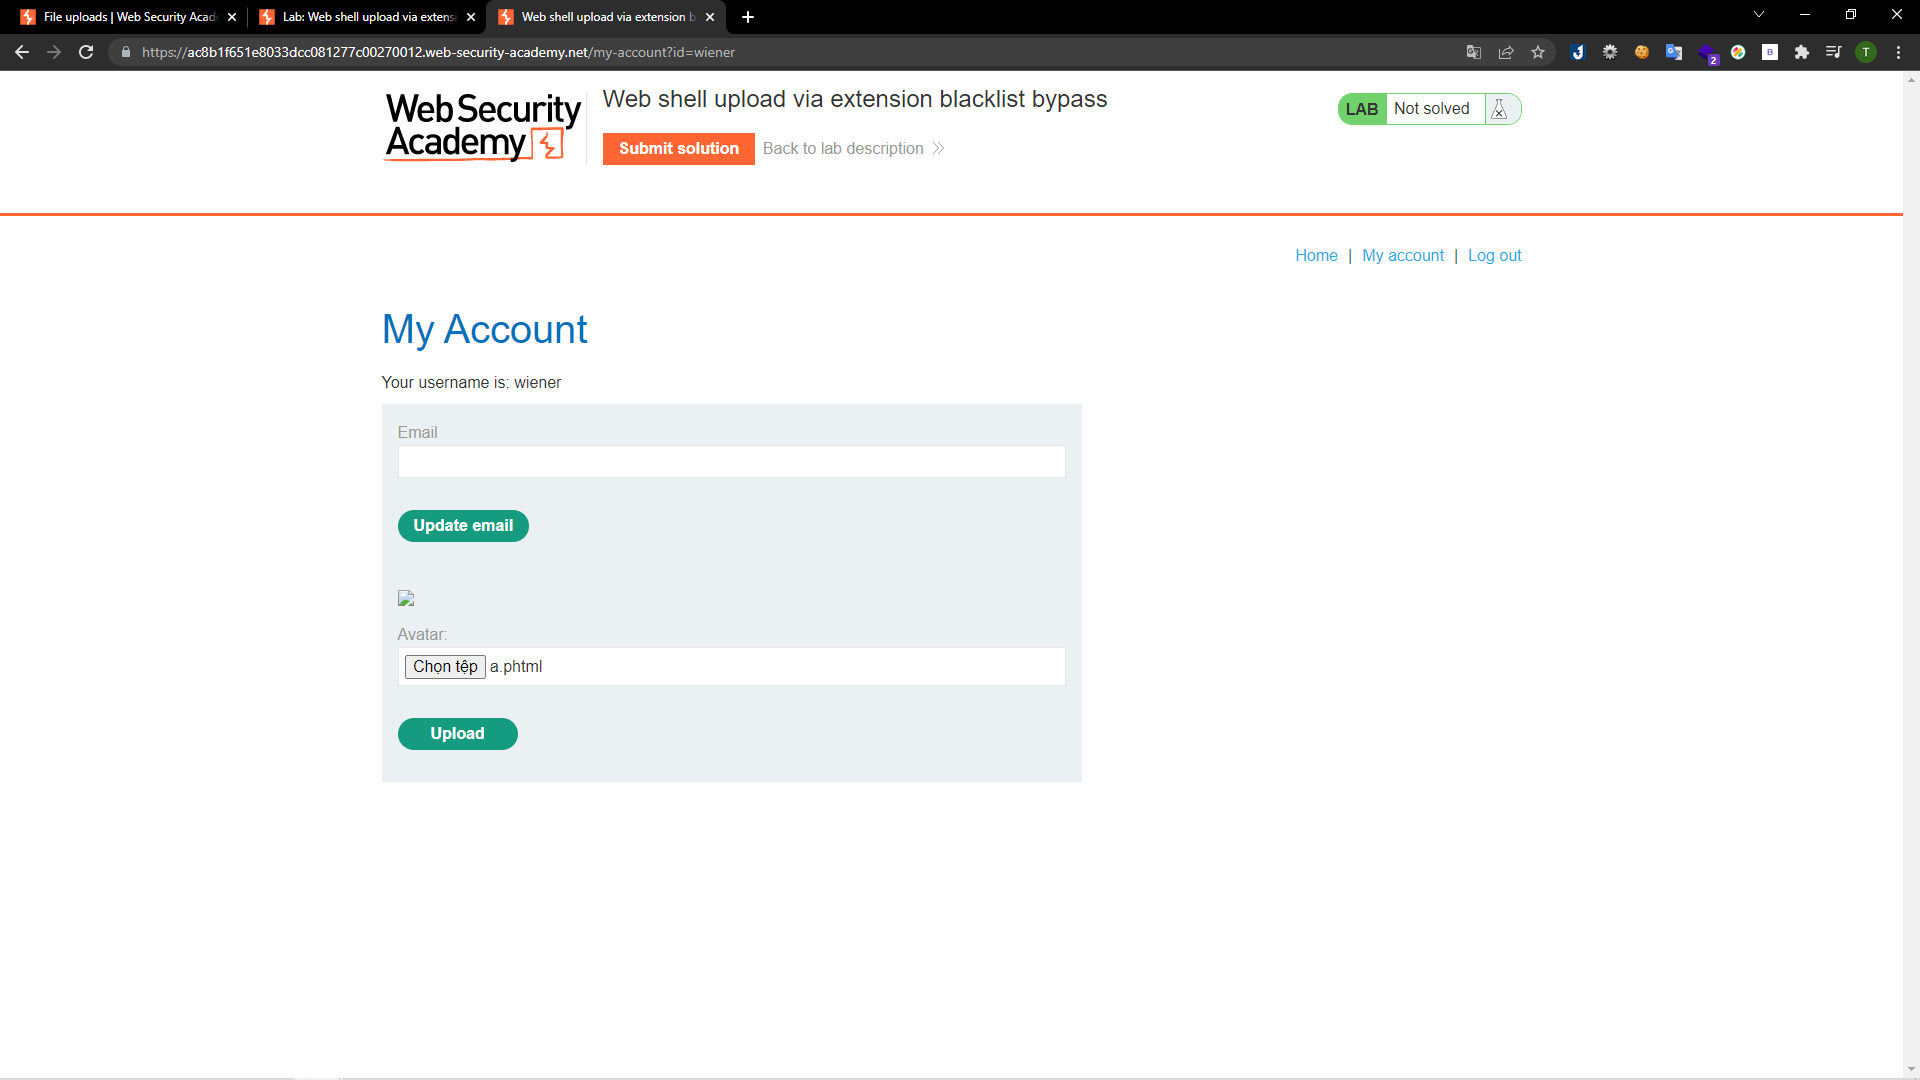 File uploads | Web Security Acad
Lab: Web shell upload via extens
Web shell upload via extension b
https://ac8b1f651e8033dcc081277c00270012.web-security-academy.net/my-account?id=wiener
2
B
T
Web Security
Academy
Web shell upload via extension blacklist bypass
Submit solution
Back to lab description
LAB
Not solved
Home | My account | Log out
My Account
Your username is: wiener
Email
Update email
Avatar:
Chọn tệp a.phtml
Upload